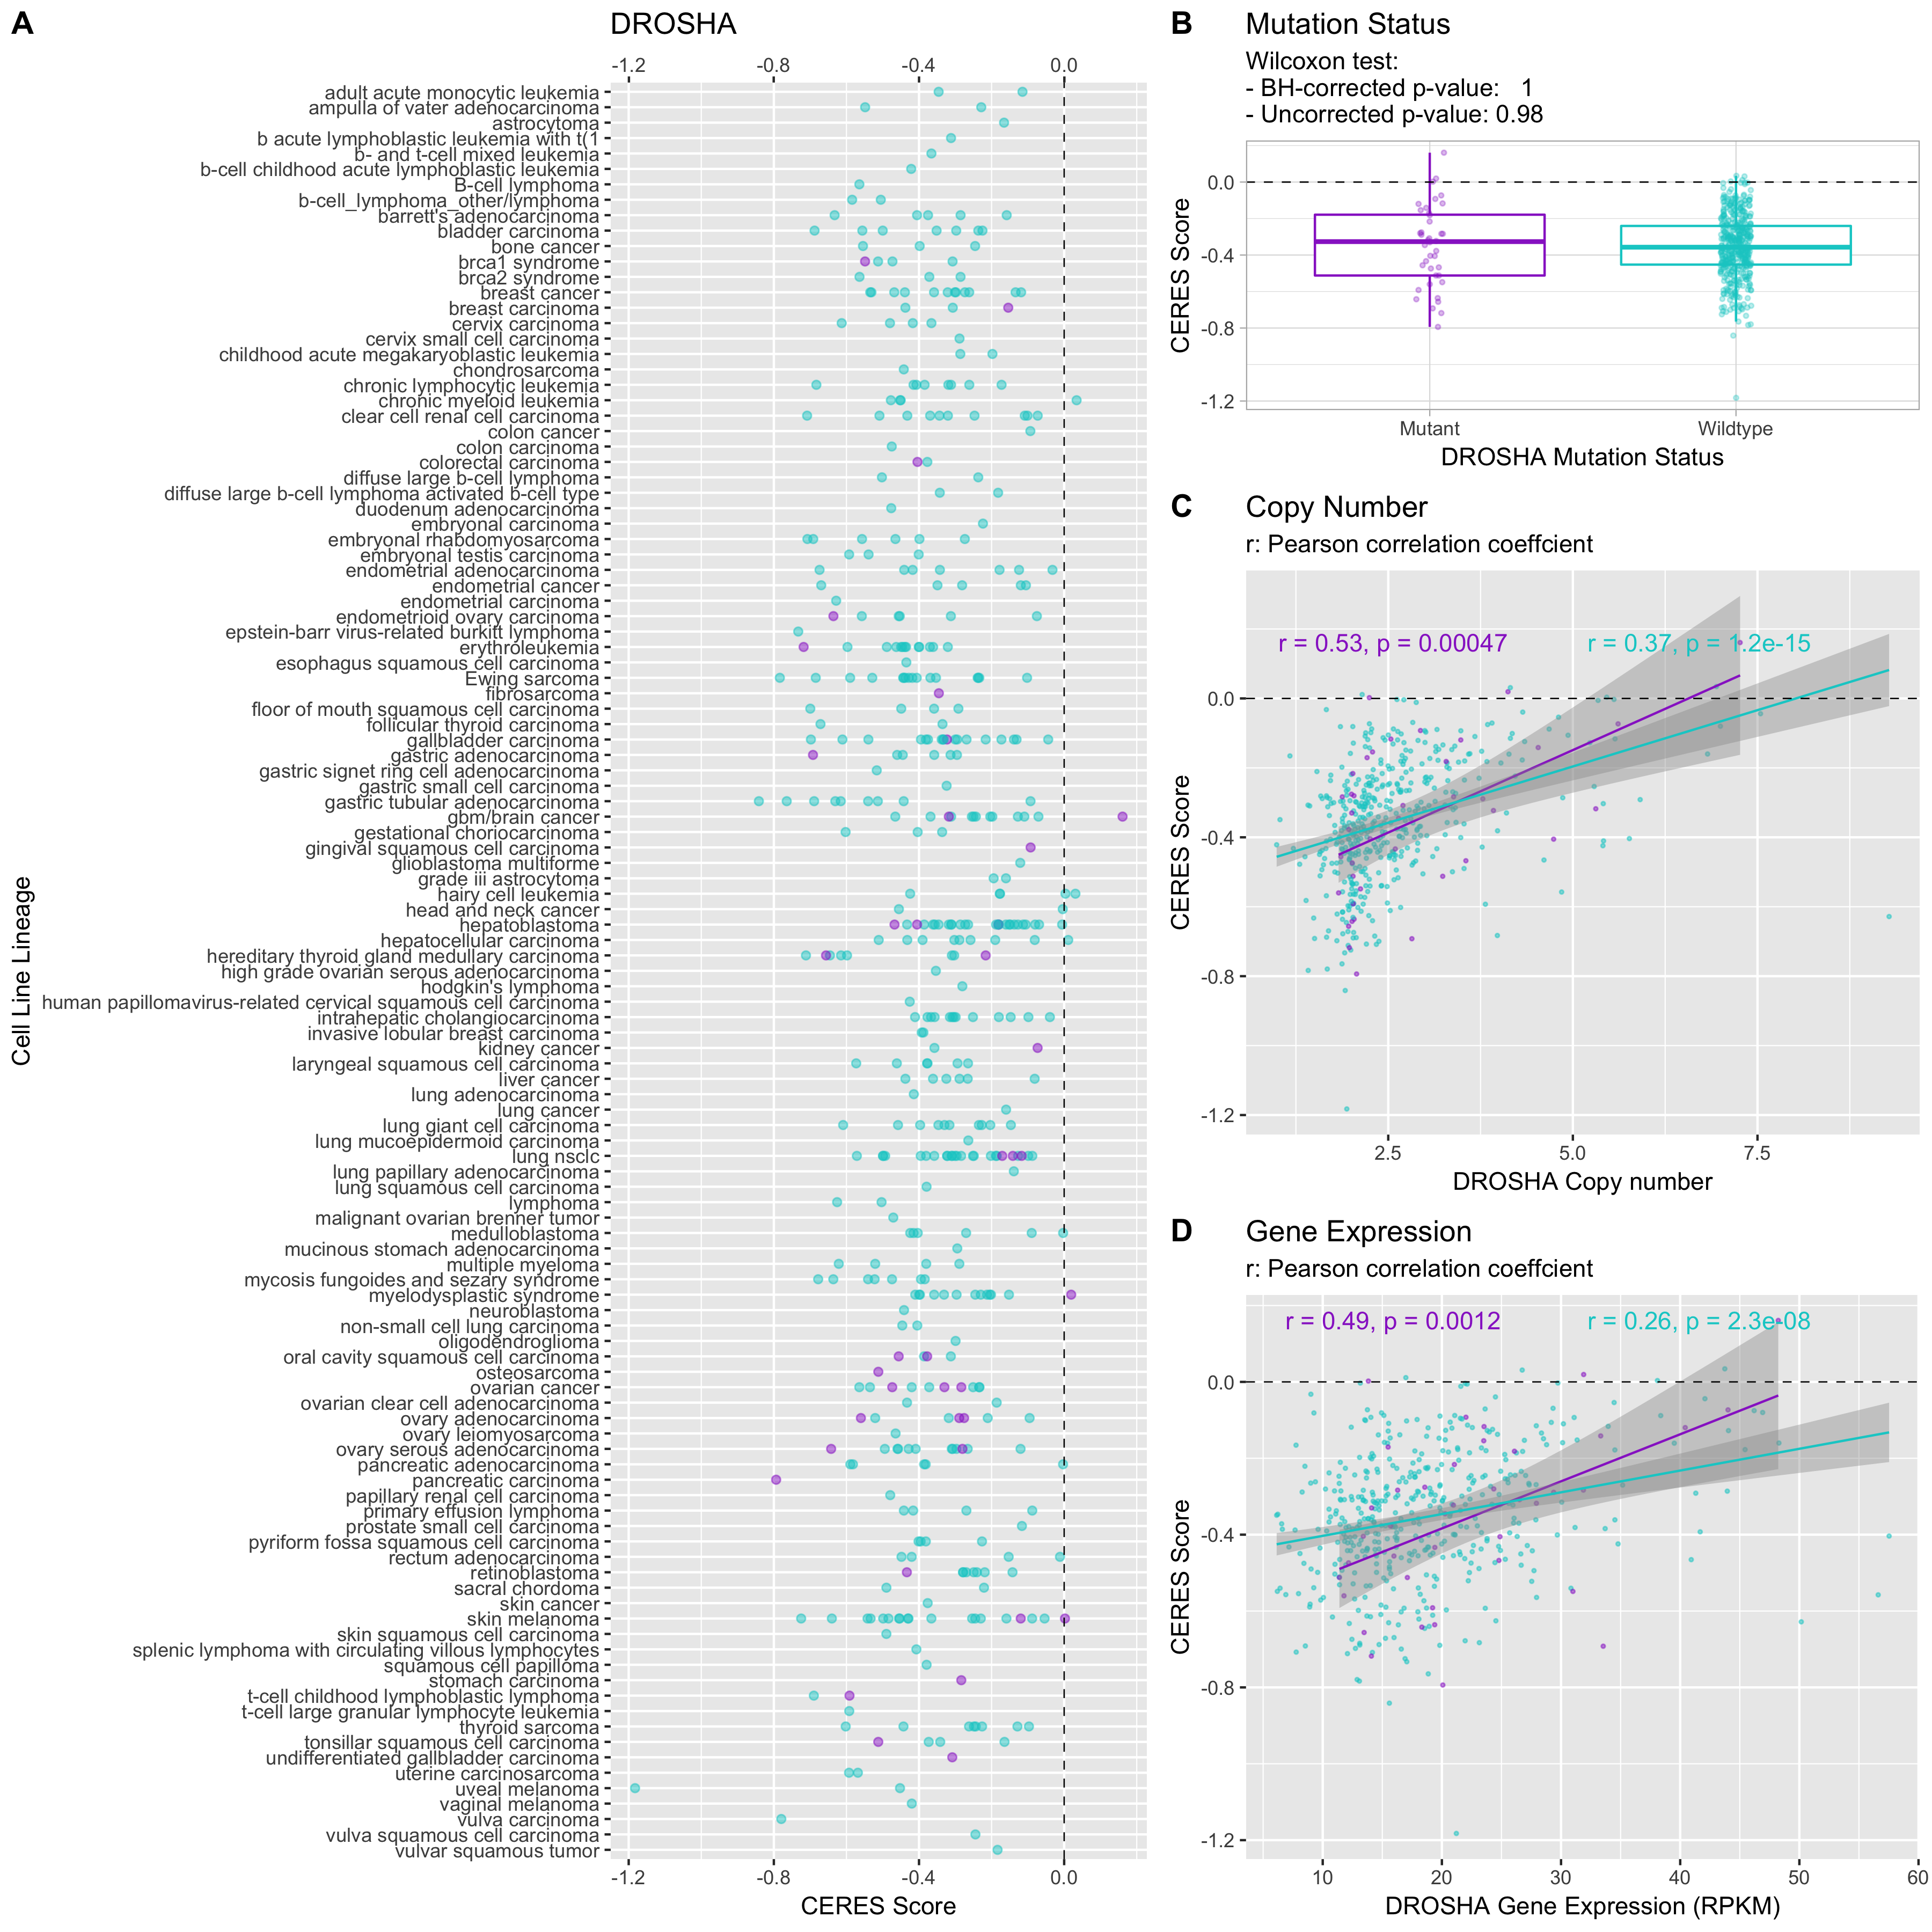 A
DROSHA
-1.2 -0.8 -0.4 0.0
adult acute monocytic leukemia
ampulla of vater adenocarcinoma
astrocytoma
b acute lymphoblastic leukemia with t(1
b- and t-cell mixed leukemia
b-cell childhood acute lymphoblastic leukemia
B-cell lymphoma
b-cell_lymphoma_other/lymphoma
barrett's adenocarcinoma
bladder carcinoma
bone cancer
brca1 syndrome
brca2 syndrome
breast cancer
breast carcinoma
cervix carcinoma
cervix small cell carcinoma
childhood acute megakaryoblastic leukemia
chondrosarcoma
chronic lymphocytic leukemia
chronic myeloid leukemia
clear cell renal cell carcinoma
colon cancer
colon carcinoma
colorectal carcinoma
diffuse large b-cell lymphoma
diffuse large b-cell lymphoma activated b-cell type
duodenum adenocarcinoma
embryonal carcinoma
embryonal rhabdomyosarcoma
embryonal testis carcinoma
endometrial adenocarcinoma
endometrial cancer
endometrial carcinoma
endometrioid ovary carcinoma
epstein-barr virus-related burkitt lymphoma
erythroleukemia
esophagus squamous cell carcinoma
Ewing sarcoma
fibrosarcoma
floor of mouth squamous cell carcinoma
follicular thyroid carcinoma
gallbladder carcinoma
gastric adenocarcinoma
gastric signet ring cell adenocarcinoma
gastric small cell carcinoma
gastric tubular adenocarcinoma
gbm/brain cancer
gestational choriocarcinoma
gingival squamous cell carcinoma
glioblastoma multiforme
grade iii astrocytoma
hairy cell leukemia
head and neck cancer
hepatoblastoma
hepatocellular carcinoma
hereditary thyroid gland medullary carcinoma
high grade ovarian serous adenocarcinoma
hodgkin's lymphoma
human papillomavirus-related cervical squamous cell carcinoma
intrahepatic cholangiocarcinoma
invasive lobular breast carcinoma
kidney cancer
laryngeal squamous cell carcinoma
liver cancer
lung adenocarcinoma
lung cancer
lung giant cell carcinoma
lung mucoepidermoid carcinoma
lung nsclc
lung papillary adenocarcinoma
lung squamous cell carcinoma
lymphoma
malignant ovarian brenner tumor
medulloblastoma
mucinous stomach adenocarcinoma
multiple myeloma
mycosis fungoides and sezary syndrome
myelodysplastic syndrome
neuroblastoma
non-small cell lung carcinoma
oligodendroglioma
oral cavity squamous cell carcinoma
osteosarcoma
ovarian cancer
ovarian clear cell adenocarcinoma
ovary adenocarcinoma
ovary leiomyosarcoma
ovary serous adenocarcinoma
pancreatic adenocarcinoma
pancreatic carcinoma
papillary renal cell carcinoma
primary effusion lymphoma
prostate small cell carcinoma
pyriform fossa squamous cell carcinoma
rectum adenocarcinoma
retinoblastoma
sacral chordoma
skin cancer
skin melanoma
skin squamous cell carcinoma
splenic lymphoma with circulating villous lymphocytes
squamous cell papilloma
stomach carcinoma
t-cell childhood lymphoblastic lymphoma
t-cell large granular lymphocyte leukemia
thyroid sarcoma
tonsillar squamous cell carcinoma
undifferentiated gallbladder carcinoma
uterine carcinosarcoma
uveal melanoma
vaginal melanoma
vulva carcinoma
vulva squamous cell carcinoma
vulvar squamous tumor
-1.2 -0.8 -0.4 0.0
CERES Score
Cell Line Lineage
B
Mutation Status
Wilcoxon test:
- BH-corrected p-value: 1
- Uncorrected p-value: 0.98
0.0
-0.4
-0.8
-1.2
CERES Score
Mutant Wildtype
DROSHA Mutation Status
C
Copy Number
r: Pearson correlation coeffcient
r = 0.53, p = 0.00047
r = 0.37, p = 1.2e-15
0.0
-0.4
-0.8
-1.2
CERES Score
2.5 5.0 7.5
DROSHA Copy number
D
Gene Expression
r: Pearson correlation coeffcient
r = 0.49, p = 0.0012
r = 0.26, p = 2.3e-08
0.0
-0.4
-0.8
-1.2
CERES Score
10 20 30 40 50 60
DROSHA Gene Expression (RPKM)